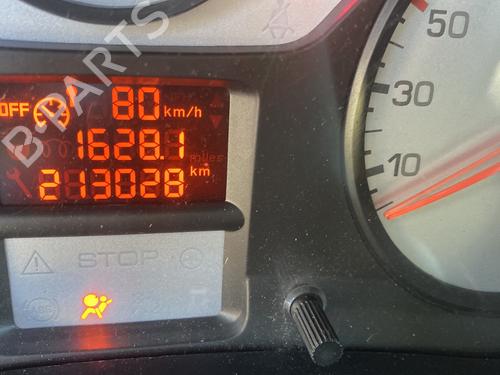 OFF 80 km/h
1628.1
miles
213028 km
STOP
50
30
10
B-PARTS